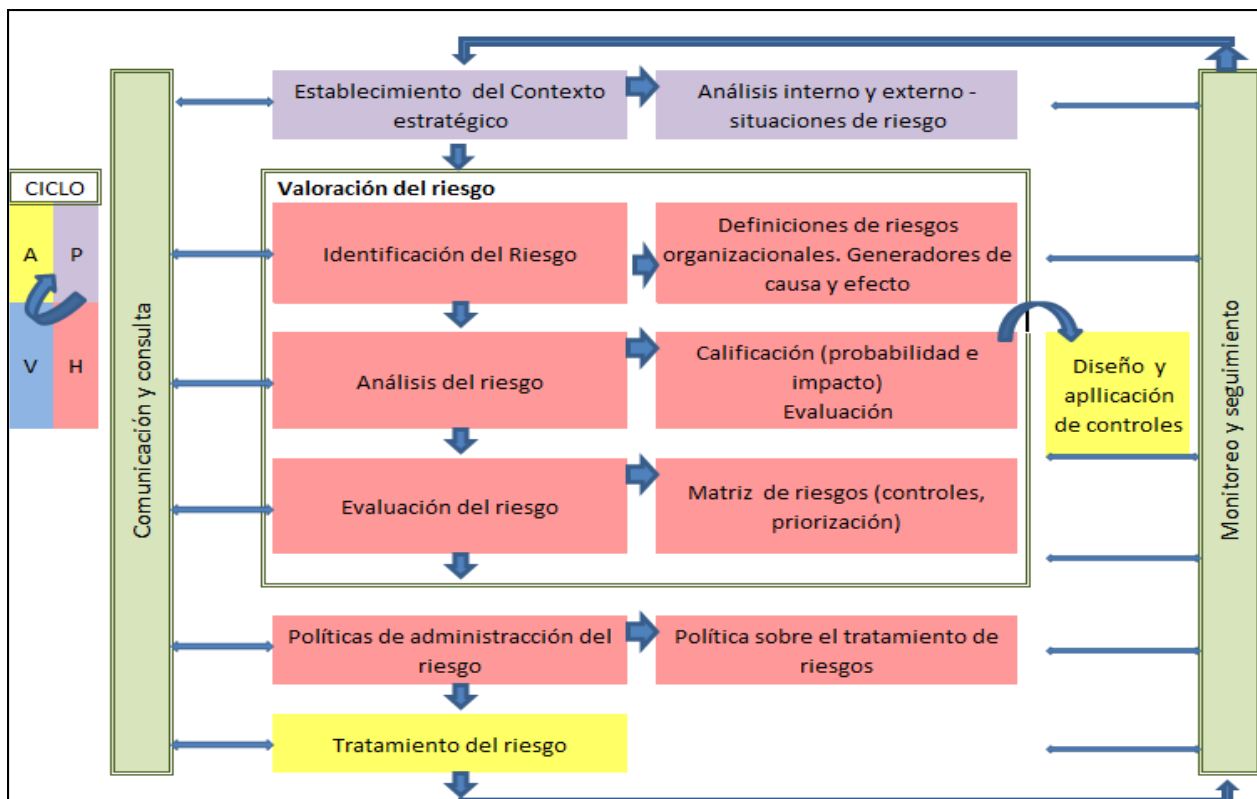 Establecimiento del Contexto
estratégico
Análisis interno y externo -
situaciones de riesgo
CICLO
A P
V H
Comunicación y consulta
Valoración del riesgo
Identificación del Riesgo
Definiciones de riesgos
organizacionales. Generadores de
causa y efecto
Análisis del riesgo
Calificación (probabilidad e
impacto)
Evaluación
Diseño y
apllicación
de controles
Evaluación del riesgo
Matriz de riesgos (controles,
priorización)
Políticas de administracción del
riesgo
Política sobre el tratamiento de
riesgos
Tratamiento del riesgo
Monitoreo y seguimiento